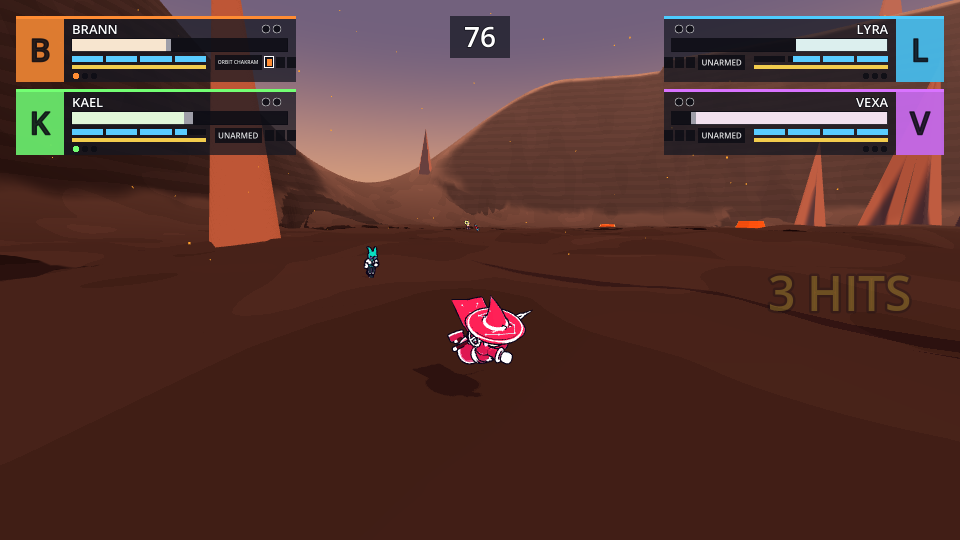 B
BRANN
ORBIT CHAKRAM
K
KAEL
UNARMED
76
LYRA
L
UNARMED
VEXA
V
UNARMED
3 HITS